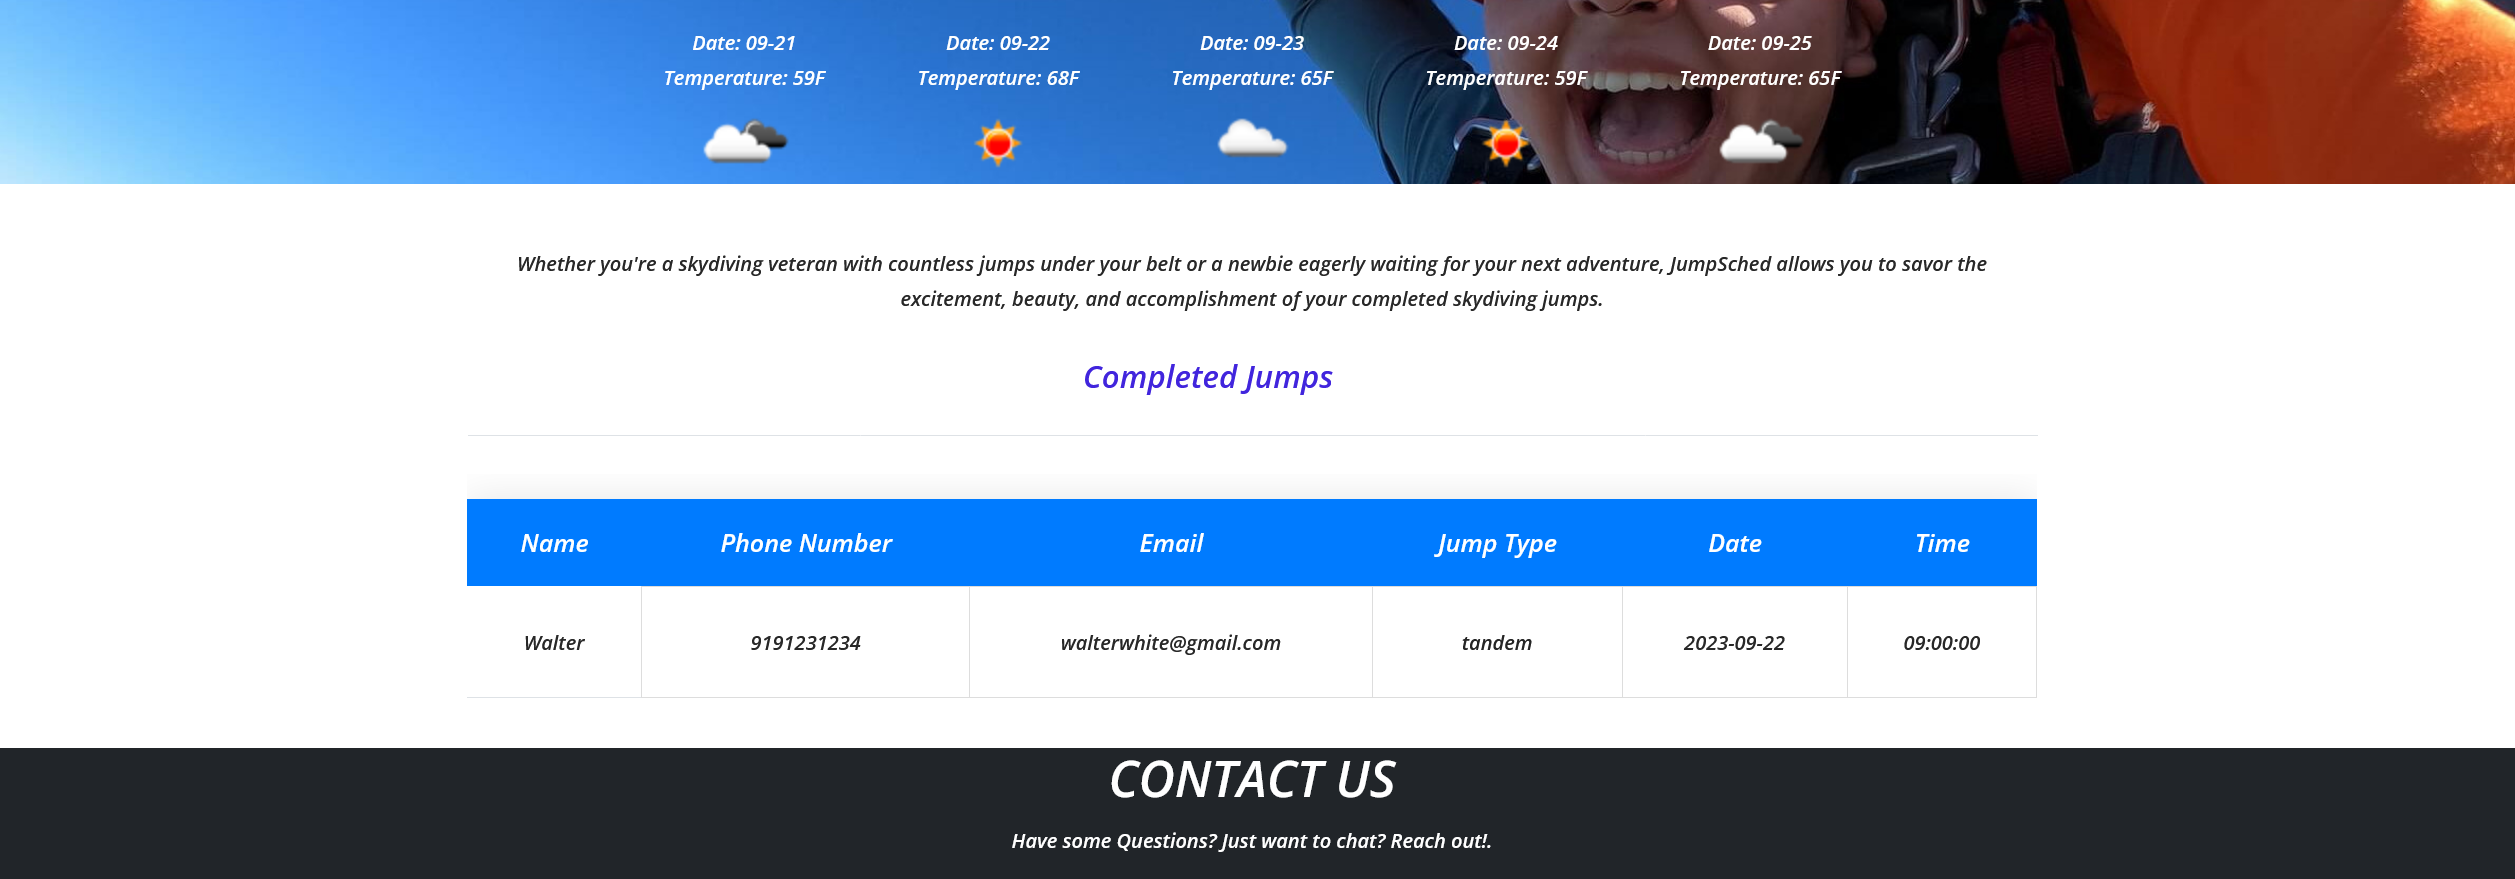 Date: 09-21 Date: 09-22 Date: 09-23 Date: 09-24 Date: 09-25
Temperature: 59F Temperature: 68F Temperature: 65F Temperature: 59F Temperature: 65F
Whether you're a skydiving veteran with countless jumps under your belt or a newbie eagerly waiting for your next adventure, JumpSched allows you to savor the
excitement, beauty, and accomplishment of your completed skydiving jumps.
Completed Jumps
Name Phone Number Email Jump Type Date Time
Walter 9191231234 walterwhite@gmail.com tandem 2023-09-22 09:00:00
CONTACT US
Have some Questions? Just want to chat? Reach out!.